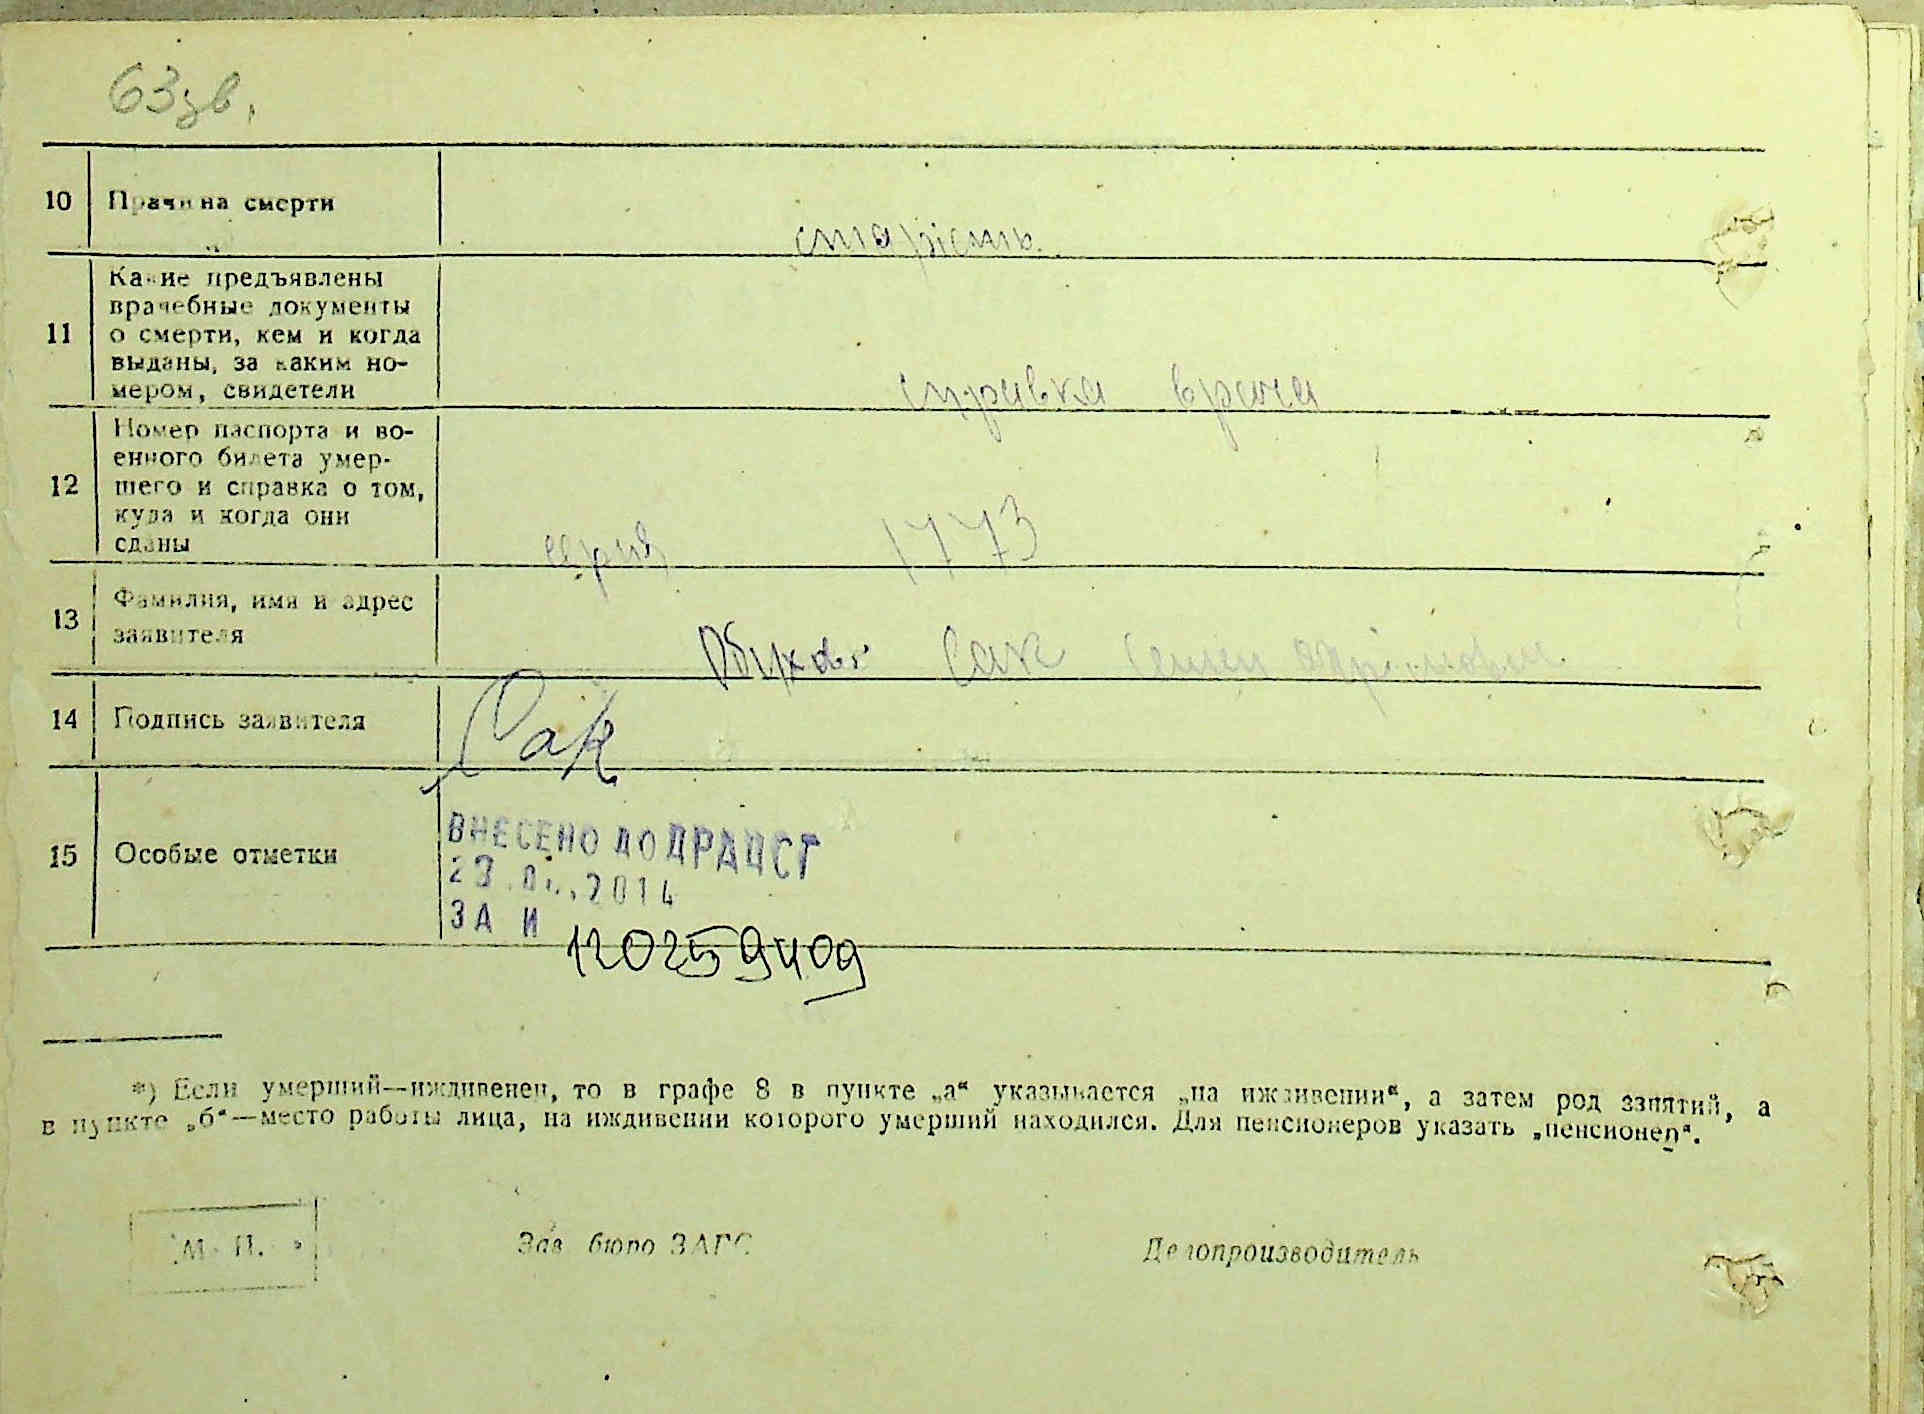 63зв.
10 Причина смерти
старість
11 Какие предъявлены
врачебные документы
о смерти, кем и когда
выданы, за каким но-
мером, свидетели
справка врача
12 Номер паспорта и во-
енного билета умер-
шего и справка о том,
куда и когда они
сданы
серия 1773
13 Фамилия, имя и адрес
заявителя
Сак
14 Подпись заявителя
Сак
15 Особые отметки
ВНЕСЕНО ДО ДРАЦСГ
2014
ЗА И
120259409
*) Если умерший—иждивенец, то в графе 8 в пункте „а“ указывается „на иждивении“, а затем род занятий, а
в пункте „б“—место работы лица, на иждивении которого умерший находился. Для пенсионеров указать „пенсионер“.
М. П. Зав бюро ЗАГС Делопроизводитель